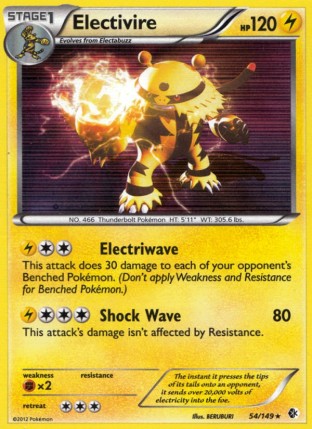 STAGE1
Electivire
HP120
Evolves from Electabuzz
NO. 466 Thunderbolt Pokémon. HT: 5'11" WT: 305.6 lbs.
Electriwave
This attack does 30 damage to each of your opponent's
Benched Pokémon. (Don't apply Weakness and Resistance
for Benched Pokémon.)
Shock Wave 80
This attack's damage isn't affected by Resistance.
weakness resistance
×2
retreat
The instant it presses the tips
of its tails onto an opponent,
it sends over 20,000 volts of
electricity into the foe.
©2012 Pokémon
Illus. BERUBURI
54/149★